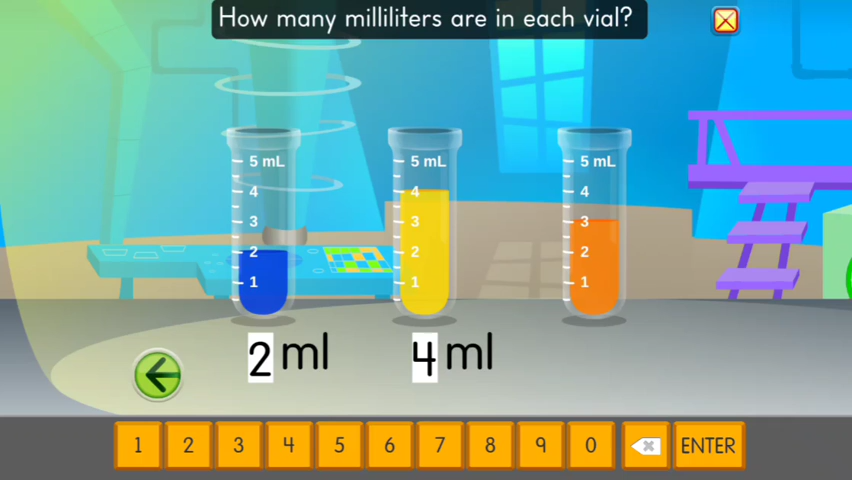 How many milliliters are in each vial?
5 mL 5 mL 5 mL
4 4 4
3 3 3
2 2 2
1 1 1
2 ml 4 ml
1 2 3 4 5 6 7 8 9 0 ENTER